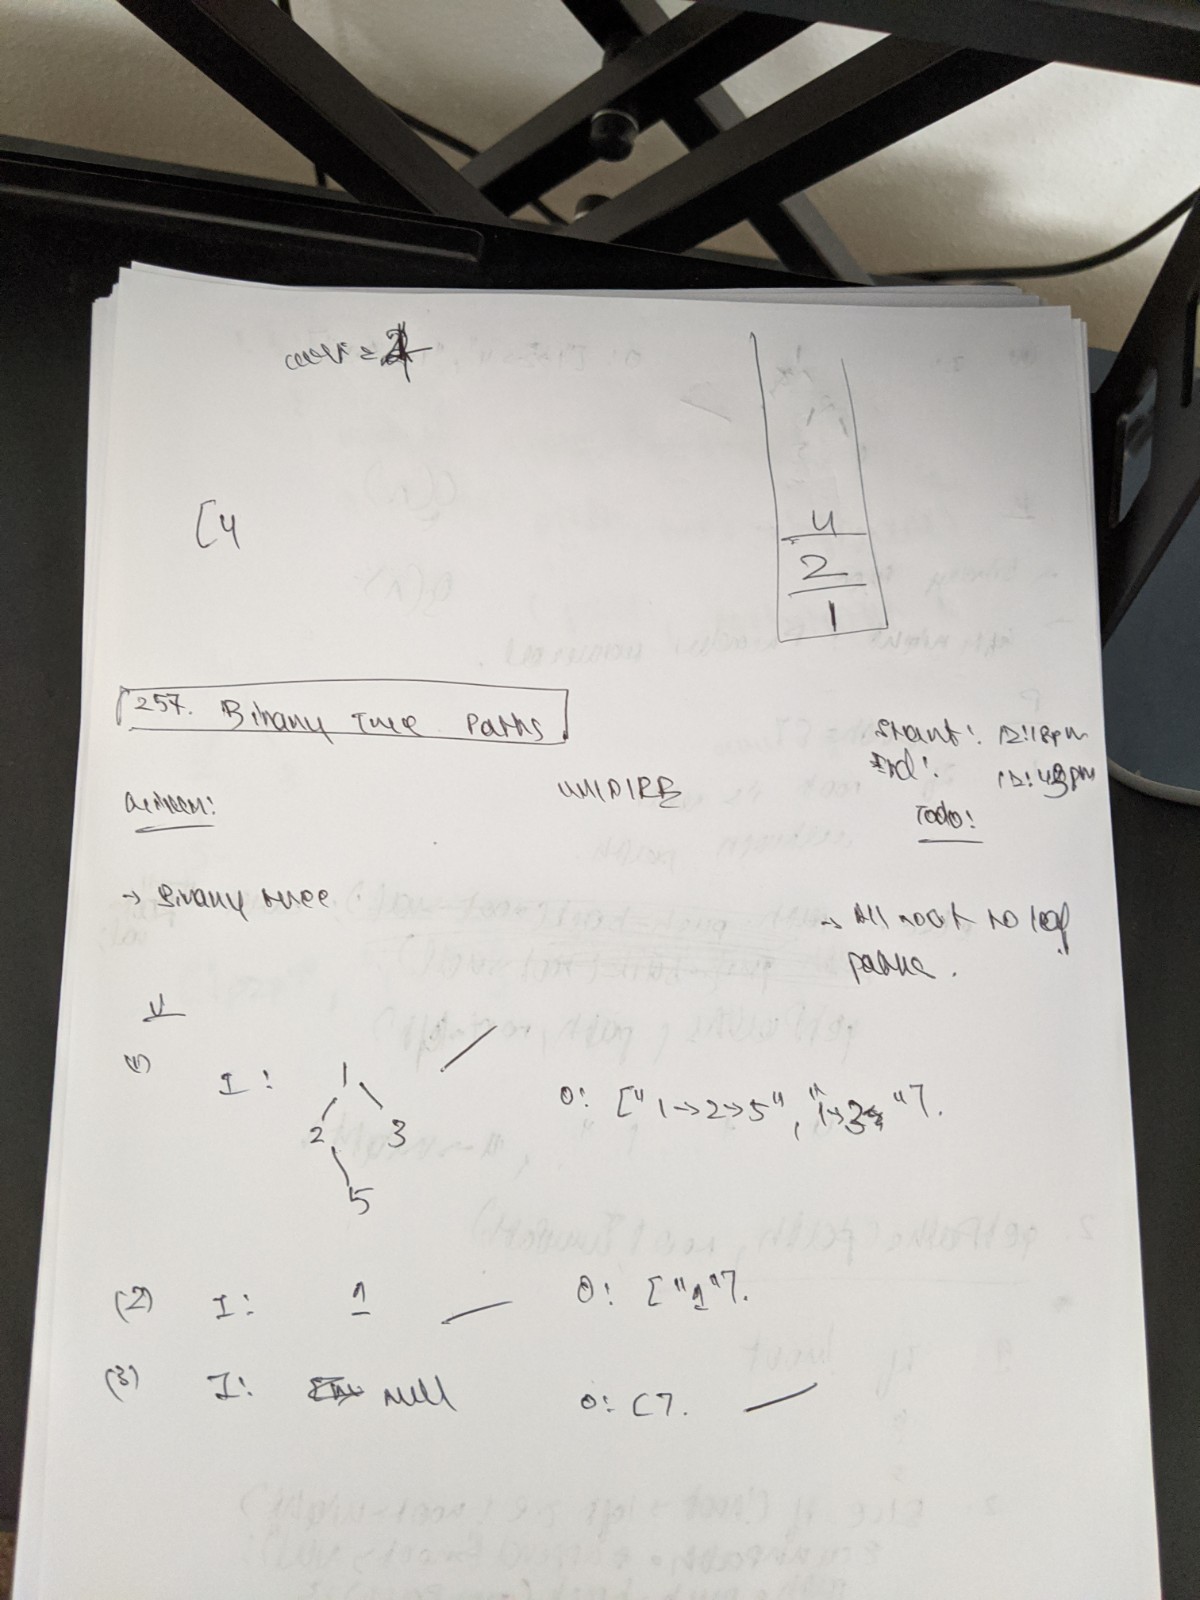 curr = 4
[4
4
2
1
257. Binary Tree Paths
Start: 12:18pm
End: 12:48pm
Given:
UMPIRE
Todo:
→ Binary tree.
→ All root to leaf
paths.
U
(1) I: 1 O: ["1→2→5", "1→3"].
2 3
5
(2) I: 1 O: ["1"].
(3) I: null O: [].